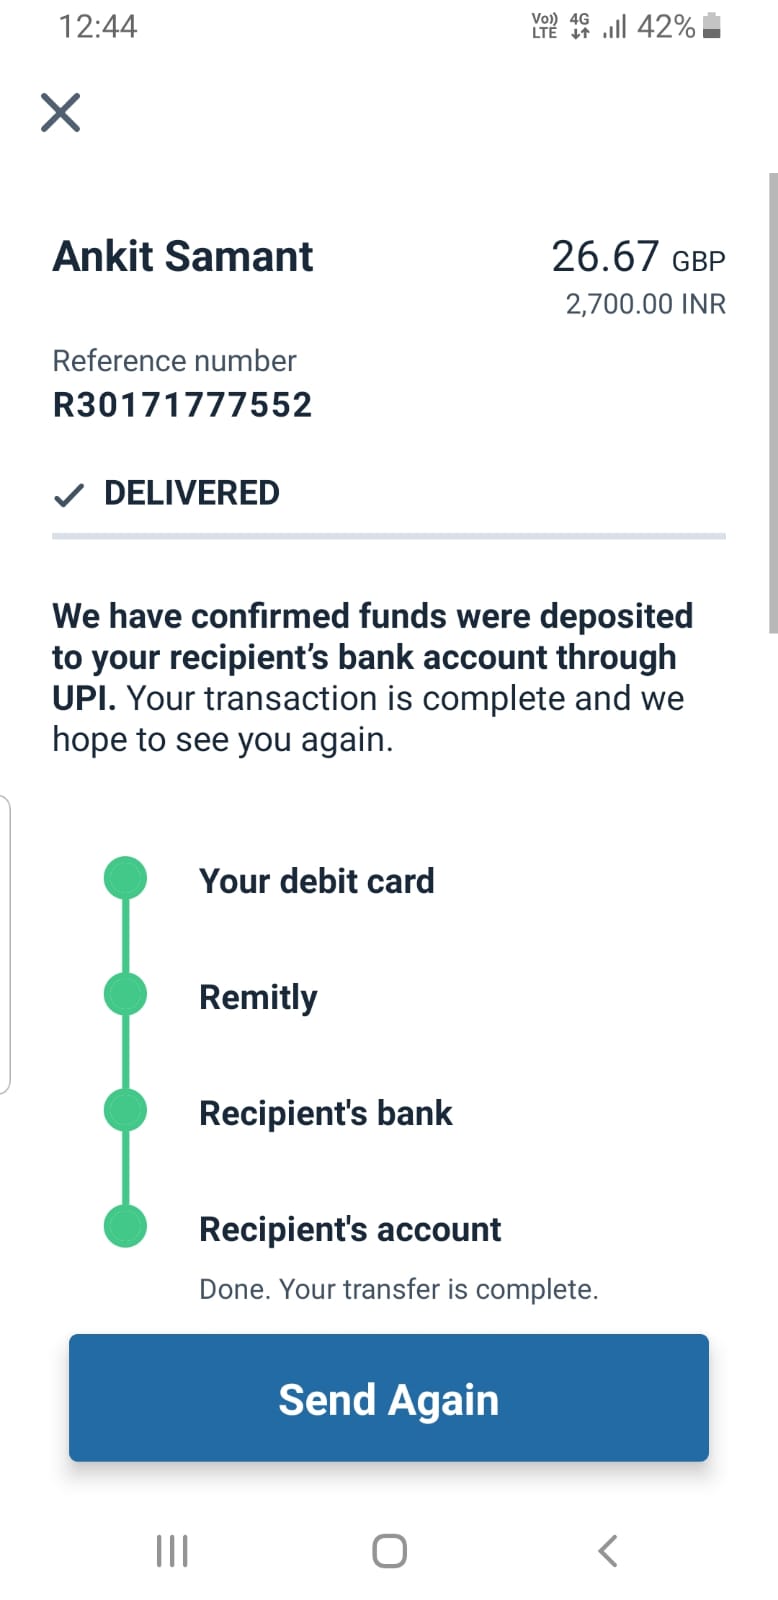 12:44
Vo)) LTE 4G 42%
Ankit Samant
26.67 GBP
2,700.00 INR
Reference number
R30171777552
DELIVERED
We have confirmed funds were deposited
to your recipient’s bank account through
UPI. Your transaction is complete and we
hope to see you again.
Your debit card
Remitly
Recipient's bank
Recipient's account
Done. Your transfer is complete.
Send Again